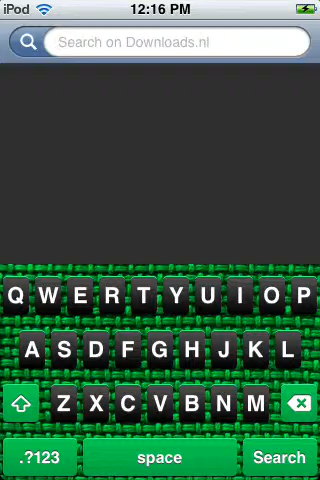 iPod 12:16 PM
Search on Downloads.nl
Q W E R T Y U I O P
A S D F G H J K L
Z X C V B N M
.?123 space Search